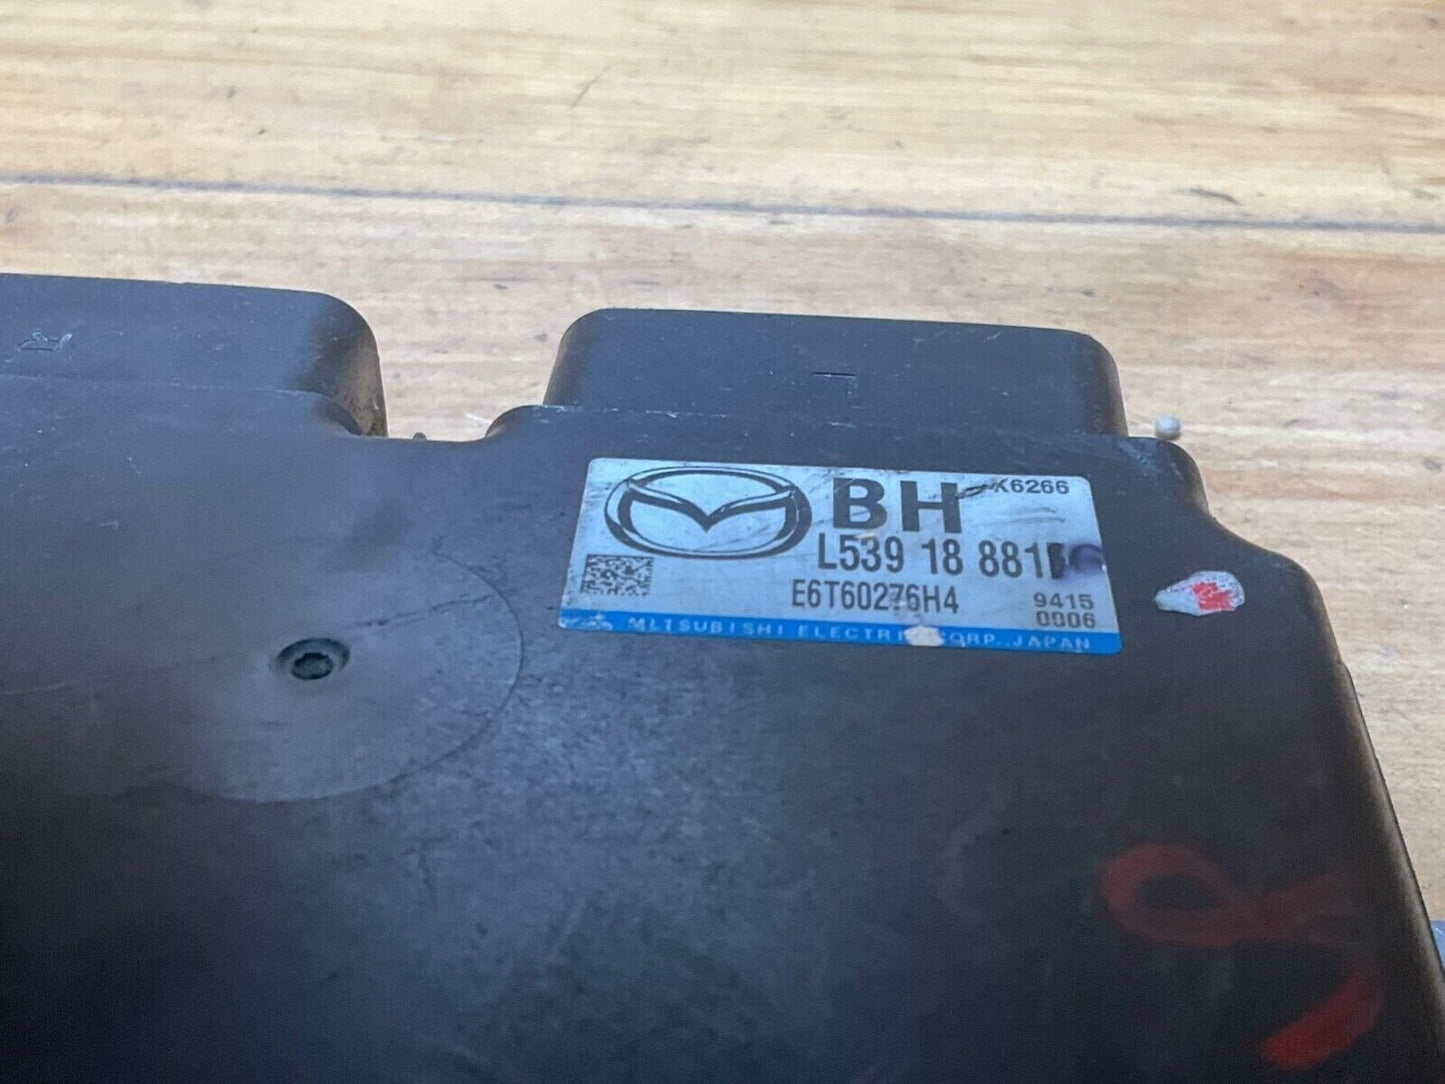 R
L
BH
K6266
L539 18 881
E6T60276H4
9415
0006
MITSUBISHI ELECTRIC CORP., JAPAN